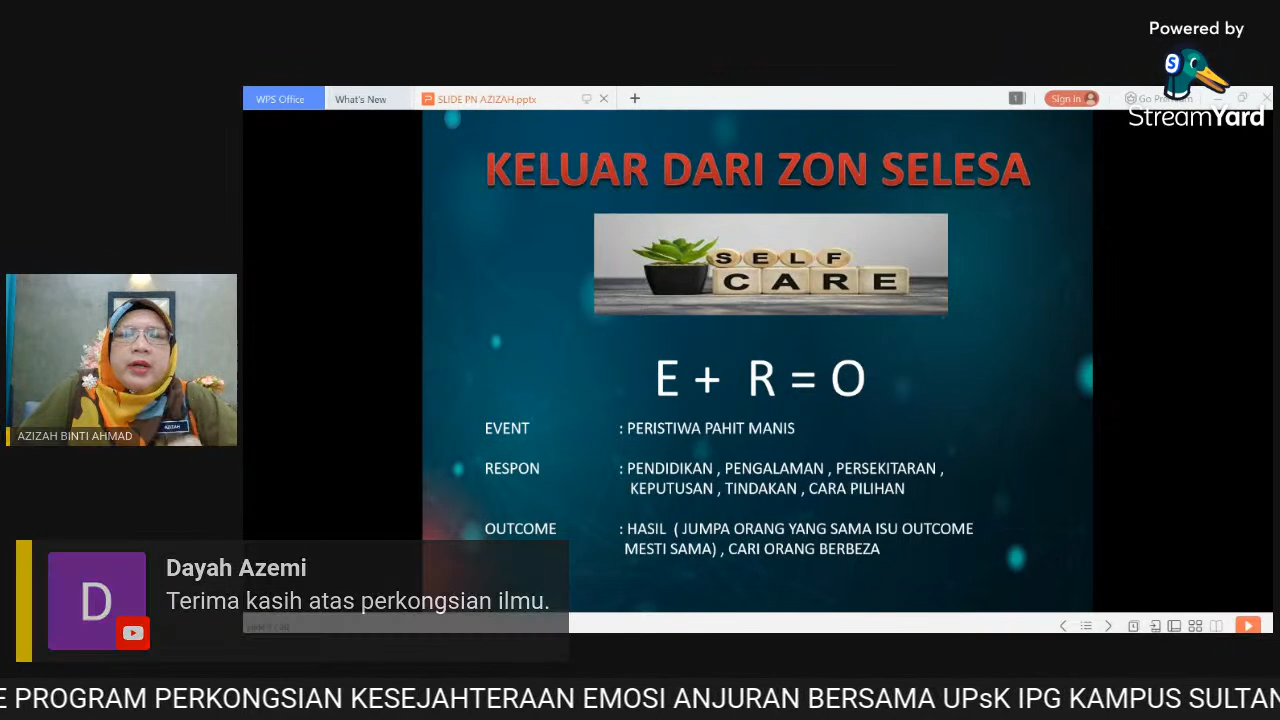 Powered by
StreamYard
WPS Office
What's New
SLIDE PN AZIZAH.pptx
Sign in
Go Premium
KELUAR DARI ZON SELESA
SELF
CARE
E + R = O
EVENT : PERISTIWA PAHIT MANIS
RESPON : PENDIDIKAN , PENGALAMAN , PERSEKITARAN ,
KEPUTUSAN , TINDAKAN , CARA PILIHAN
OUTCOME : HASIL ( JUMPA ORANG YANG SAMA ISU OUTCOME
MESTI SAMA) , CARI ORANG BERBEZA
AZIZAH BINTI AHMAD
D
Dayah Azemi
Terima kasih atas perkongsian ilmu.
E PROGRAM PERKONGSIAN KESEJAHTERAAN EMOSI ANJURAN BERSAMA UPsK IPG KAMPUS SULTAN